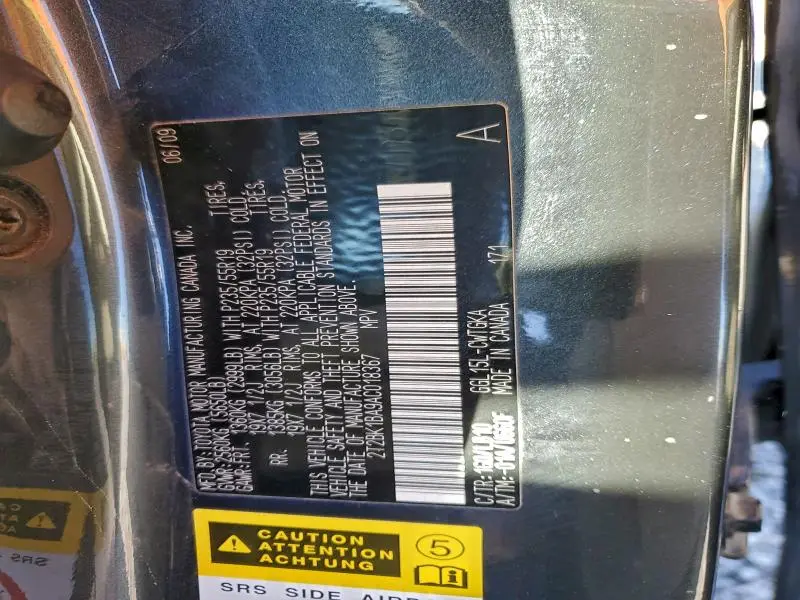 MFD. BY: TOYOTA MOTOR MANUFACTURING CANADA INC. 06/09
GVWR: 2560KG (5650LB)
GAWR: FRT. 1360KG (2999LB) WITH P235/55R19 TIRES,
19X7 1/2J RIMS, AT 220KPA (32PSI) COLD
RR. 1385KG (3056LB) WITH P235/55R19 TIRES,
19X7 1/2J RIMS, AT 220KPA (32PSI) COLD
THIS VEHICLE CONFORMS TO ALL APPLICABLE FEDERAL MOTOR
VEHICLE SAFETY AND THEFT PREVENTION STANDARDS IN EFFECT ON
THE DATE OF MANUFACTURE SHOWN ABOVE.
MPV
C/TR: A
A/TM: GGL15L-CWTGKA
MADE IN CANADA 171
CAUTION
ATTENTION
ACHTUNG
5
SRS SIDE